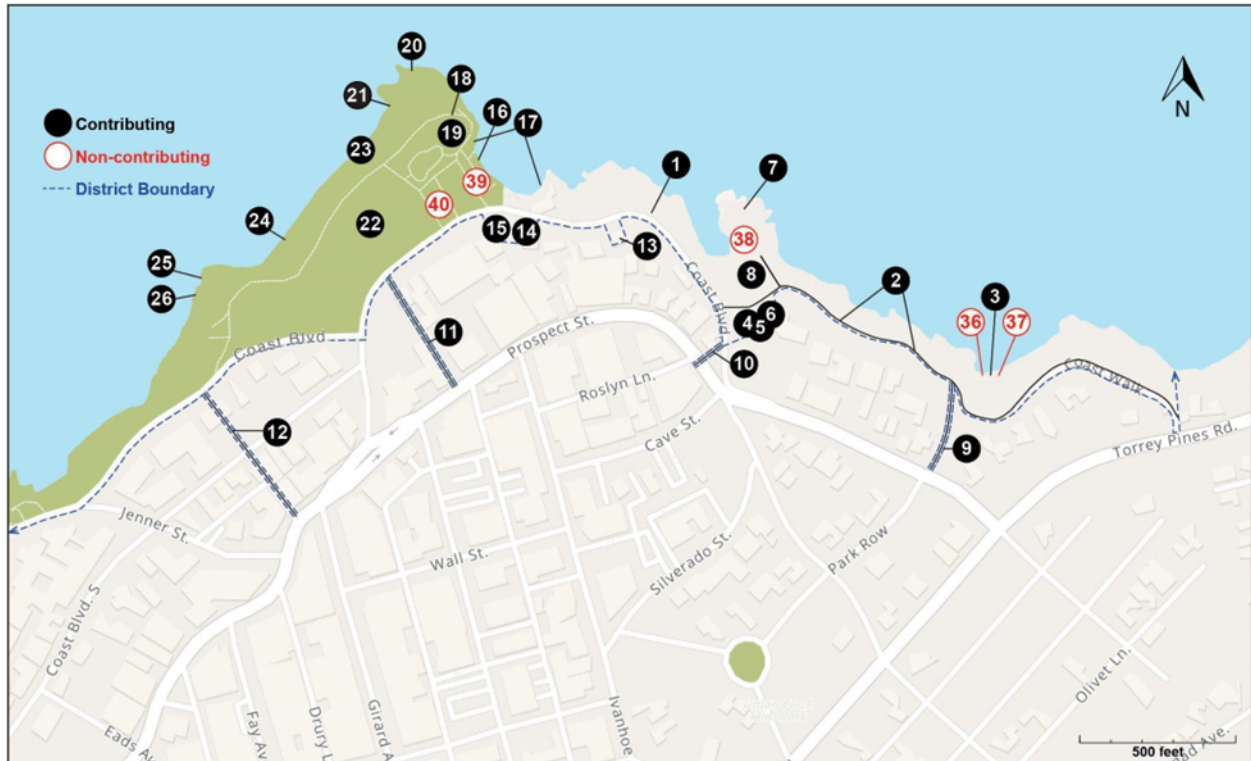 20
21
18
16
17
Contributing
N
23
19
Non-contributing
39
1
7
District Boundary
40
24
22
15
14
13
38
25
8
2
26
Coast Blvd
36
3
37
4
6
5
Coast Blvd
11
Prospect St.
10
Coast Walk
Roslyn Ln.
12
Cave St.
9
Torrey Pines Rd.
Jenner St.
Wall St.
Silverado St.
Park Row
Coast Blvd. S
Olivet Ln.
Eads Av
Fay Av
Drury L
Girard A
Ivanhoe
500 feet
Ave.